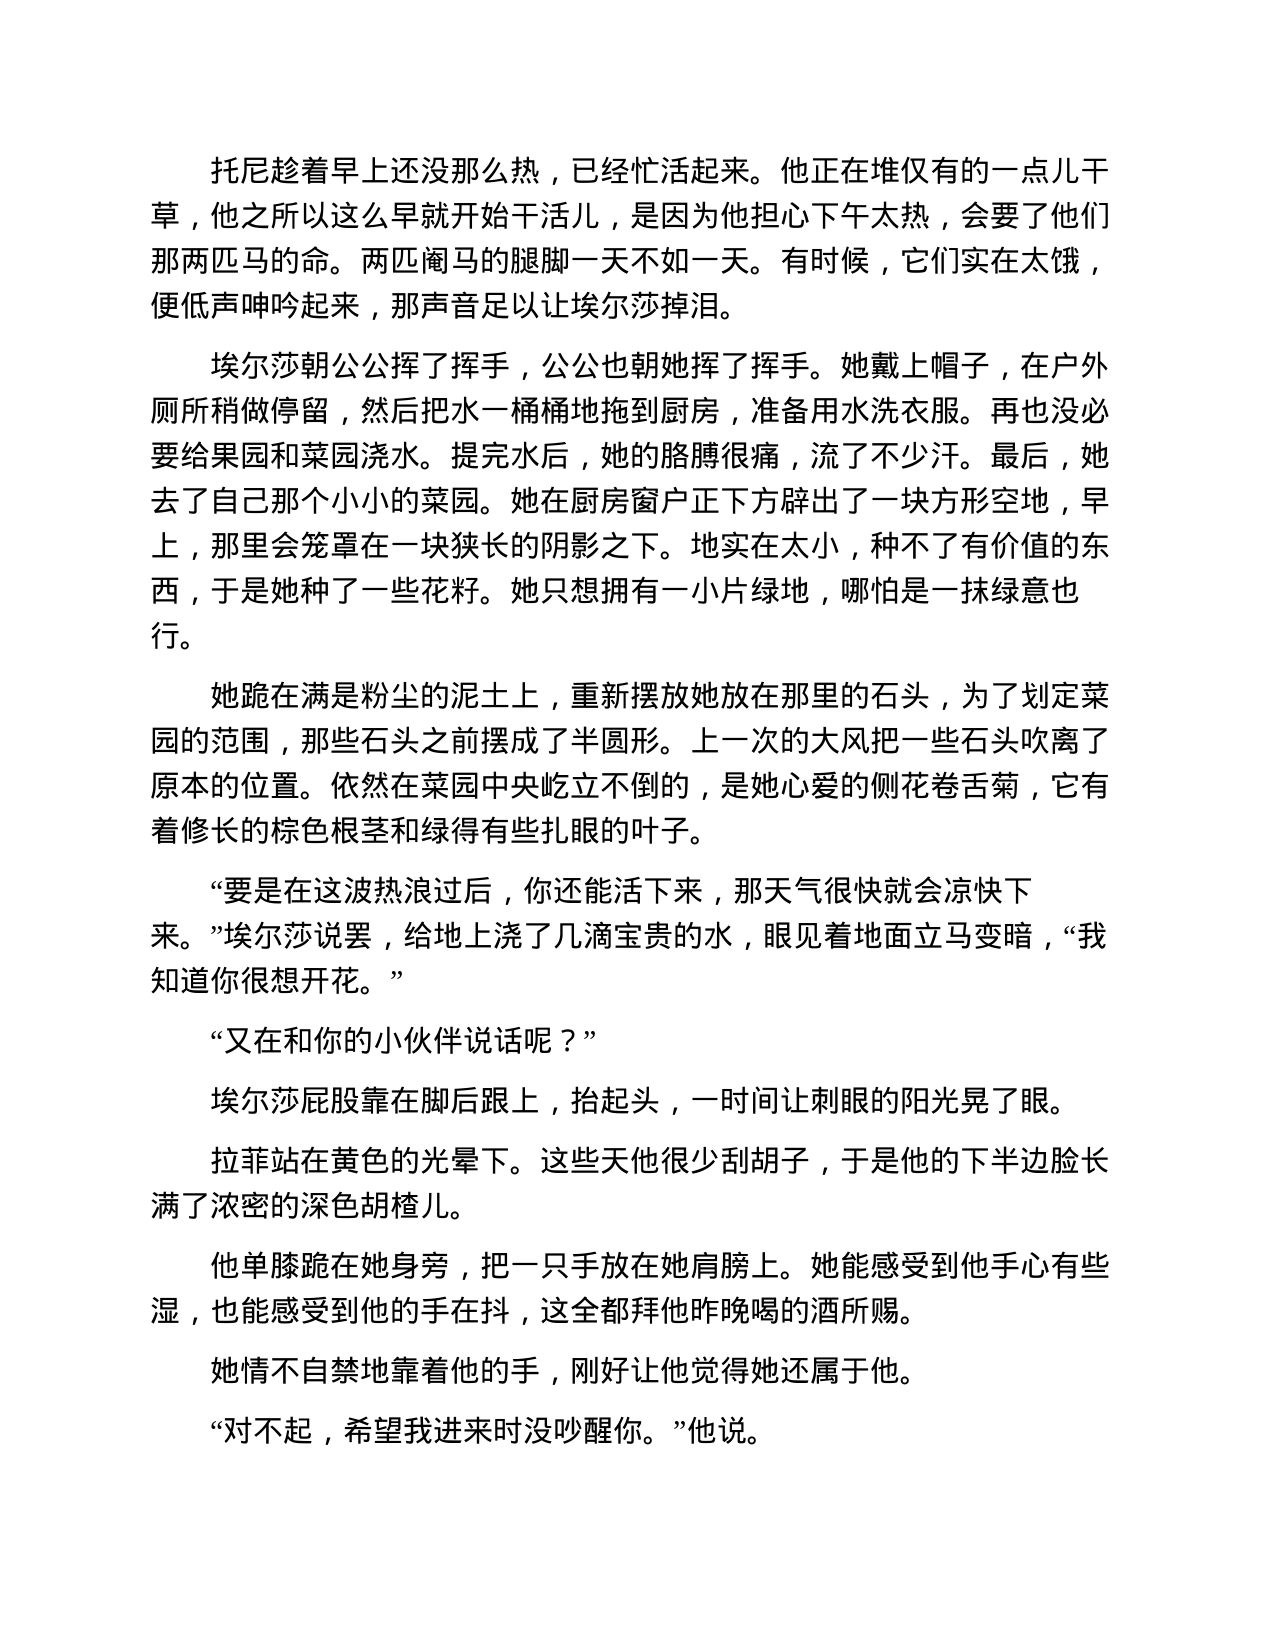 托尼趁着早上还没那么热，已经忙活起来。他正在堆仅有的一点儿干
草，他之所以这么早就开始干活儿，是因为他担心下午太热，会要了他们
那两匹马的命。两匹阉马的腿脚一天不如一天。有时候，它们实在太饿，
便低声呻吟起来，那声音足以让埃尔莎掉泪。
埃尔莎朝公公挥了挥手，公公也朝她挥了挥手。她戴上帽子，在户外
厕所稍做停留，然后把水一桶桶地拖到厨房，准备用水洗衣服。再也没必
要给果园和菜园浇水。提完水后，她的胳膊很痛，流了不少汗。最后，她
去了自己那个小小的菜园。她在厨房窗户正下方辟出了一块方形空地，早
上，那里会笼罩在一块狭长的阴影之下。地实在太小，种不了有价值的东
西，于是她种了一些花籽。她只想拥有一小片绿地，哪怕是一抹绿意也
行。
她跪在满是粉尘的泥土上，重新摆放她放在那里的石头，为了划定菜
园的范围，那些石头之前摆成了半圆形。上一次的大风把一些石头吹离了
原本的位置。依然在菜园中央屹立不倒的，是她心爱的侧花卷舌菊，它有
着修长的棕色根茎和绿得有些扎眼的叶子。
“要是在这波热浪过后，你还能活下来，那天气很快就会凉快下
来。”埃尔莎说罢，给地上浇了几滴宝贵的水，眼见着地面立马变暗，“我
知道你很想开花。”
“又在和你的小伙伴说话呢？”
埃尔莎屁股靠在脚后跟上，抬起头，一时间让刺眼的阳光晃了眼。
拉菲站在黄色的光晕下。这些天他很少刮胡子，于是他的下半边脸长
满了浓密的深色胡楂儿。
他单膝跪在她身旁，把一只手放在她肩膀上。她能感受到他手心有些
湿，也能感受到他的手在抖，这全都拜他昨晚喝的酒所赐。
她情不自禁地靠着他的手，刚好让他觉得她还属于他。
“对不起，希望我进来时没吵醒你。”他说。